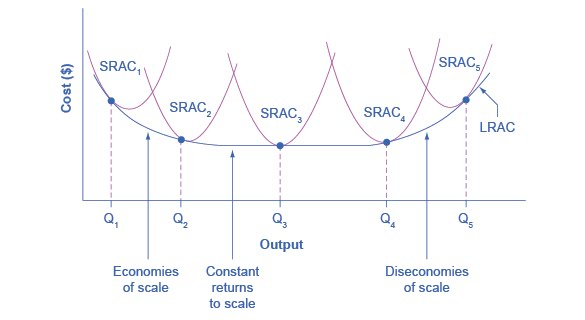 Cost ($)
SRAC₁
SRAC₂
SRAC₃
SRAC₄
SRAC₅
LRAC
Q₁
Q₂
Q₃
Q₄
Q₅
Output
Economies
of scale
Constant
returns
to scale
Diseconomies
of scale